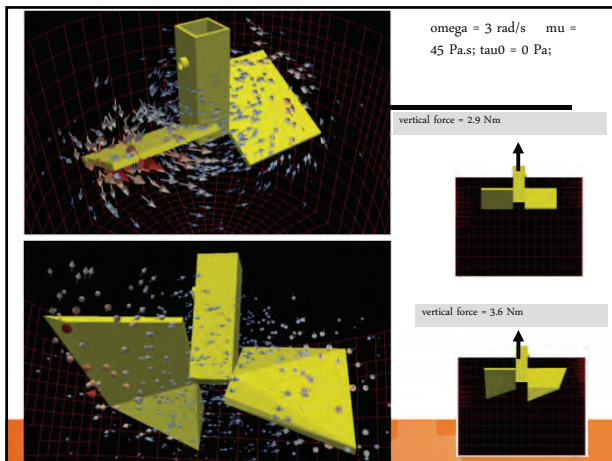 omega = 3 rad/s mu =
45 Pa.s; tau0 = 0 Pa;
vertical force = 2.9 Nm
vertical force = 3.6 Nm